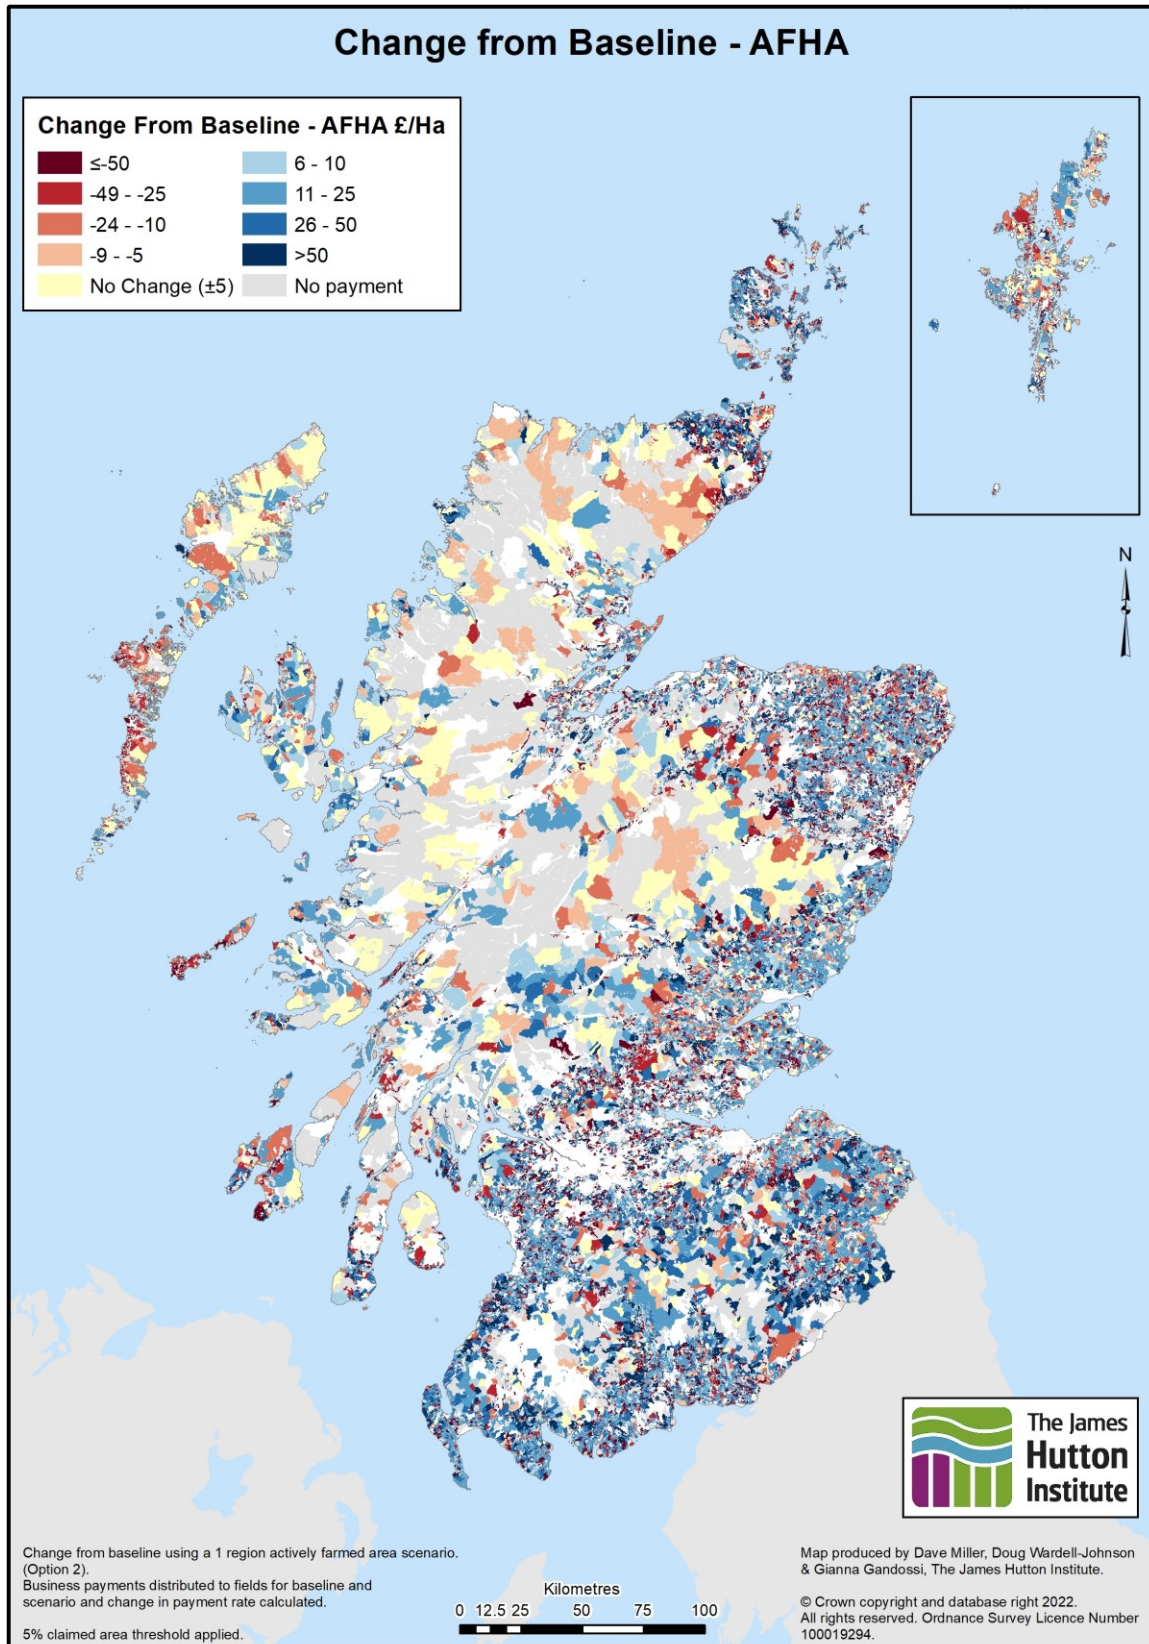 Change from Baseline - AFHA
Change From Baseline - AFHA £/Ha
≤-50
-49 - -25
-24 - -10
-9 - -5
No Change (±5)
6 - 10
11 - 25
26 - 50
>50
No payment
N
The James
Hutton
Institute
Change from baseline using a 1 region actively farmed area scenario.
(Option 2).
Business payments distributed to fields for baseline and
scenario and change in payment rate calculated.
5% claimed area threshold applied.
Kilometres
0 12.5 25 50 75 100
Map produced by Dave Miller, Doug Wardell-Johnson
& Gianna Gandossi, The James Hutton Institute.
© Crown copyright and database right 2022.
All rights reserved. Ordnance Survey Licence Number
100019294.